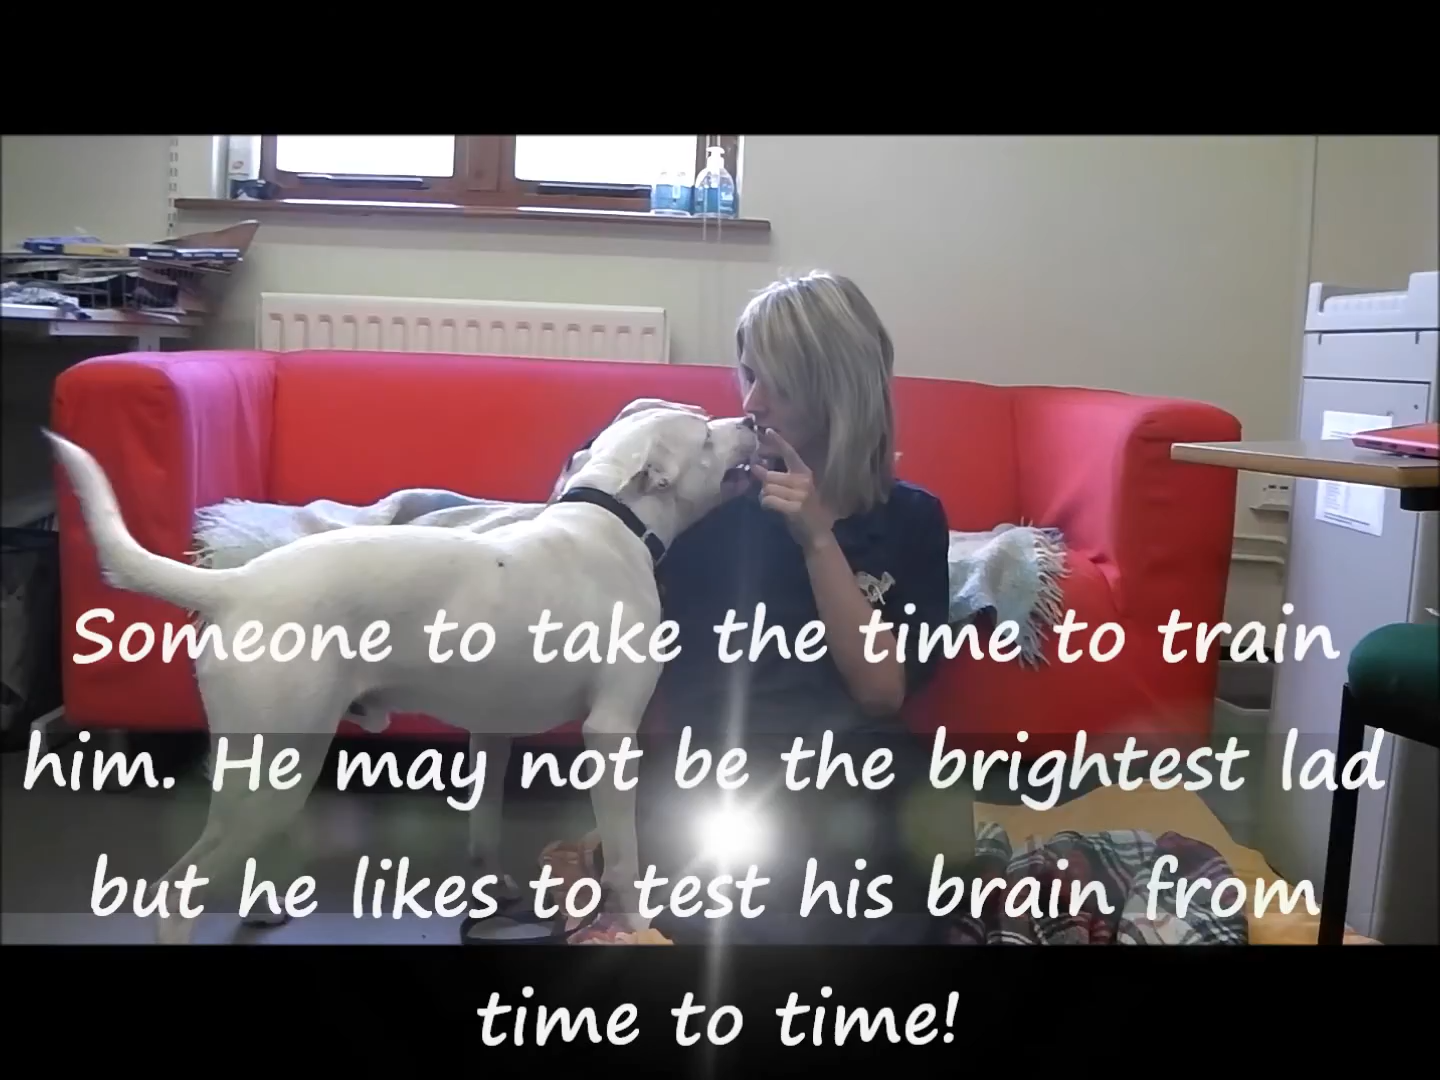 Someone to take the time to train
him. He may not be the brightest lad
but he likes to test his brain from
time to time!